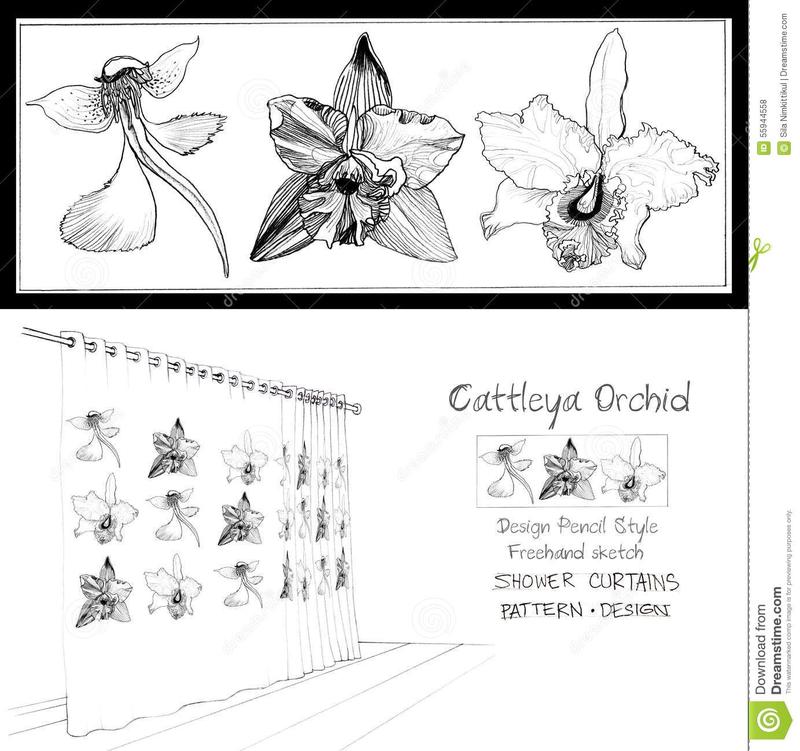 Cattleya Orchid
Design Pencil Style
Freehand sketch
SHOWER CURTAINS
PATTERN · DESIGN
ID 55944558
© Sila Nimkittikul | Dreamstime.com
Download from
Dreamstime.com
This watermarked comp image is for previewing purposes only.